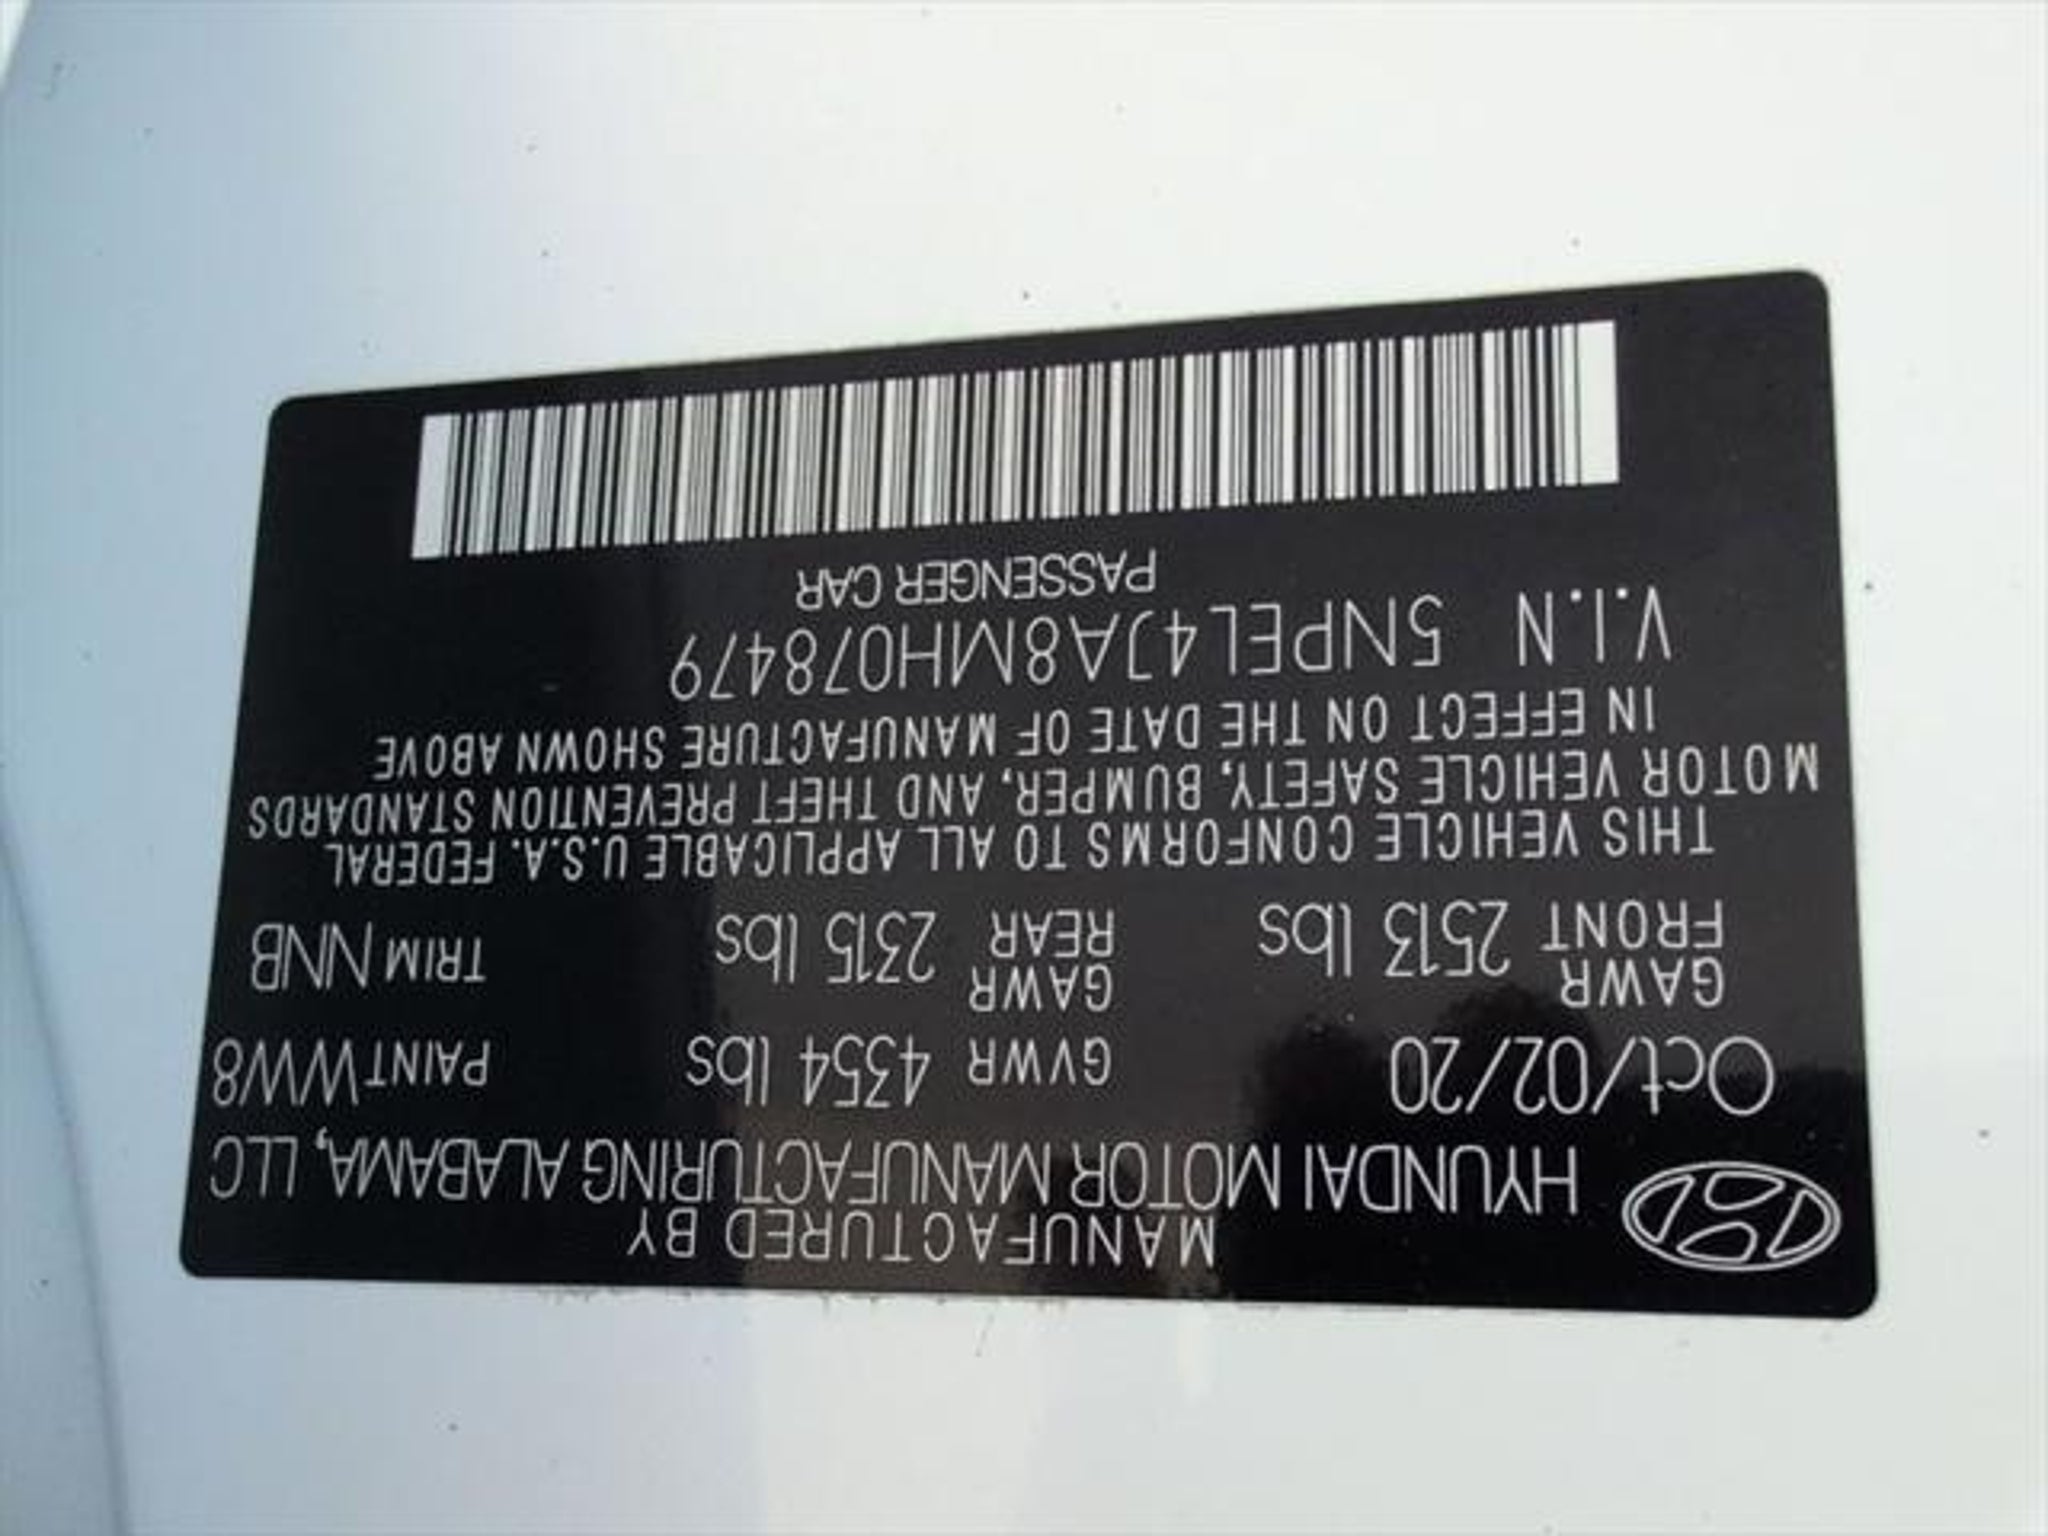 MANUFACTURED BY
HYUNDAI MOTOR MANUFACTURING ALABAMA, LLC
Oct/02/20 GVWR 4354 lbs PAINT WW8
GAWR FRONT 2513 lbs GAWR REAR 2315 lbs TRIM NNB
THIS VEHICLE CONFORMS TO ALL APPLICABLE U.S.A. FEDERAL
MOTOR VEHICLE SAFETY, BUMPER, AND THEFT PREVENTION STANDARDS
IN EFFECT ON THE DATE OF MANUFACTURE SHOWN ABOVE
V.I.N 5NPEL4JA8MH078479
PASSENGER CAR